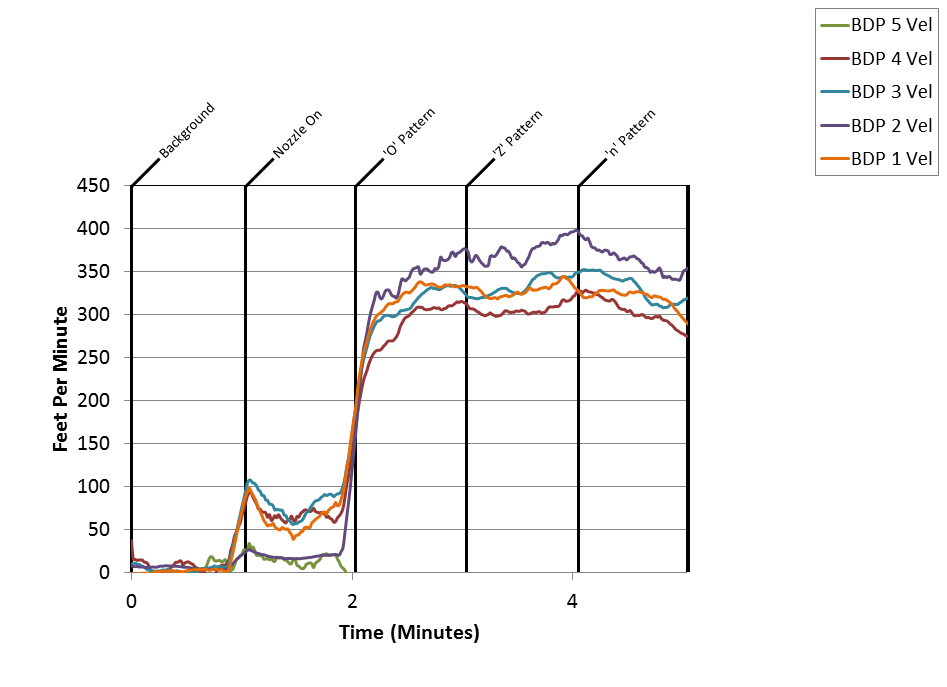 BDP 5 Vel
BDP 4 Vel
BDP 3 Vel
BDP 2 Vel
BDP 1 Vel
Background
Nozzle On
'O' Pattern
'Z' Pattern
'n' Pattern
450
400
350
300
250
200
150
100
50
0
Feet Per Minute
0 2 4
Time (Minutes)